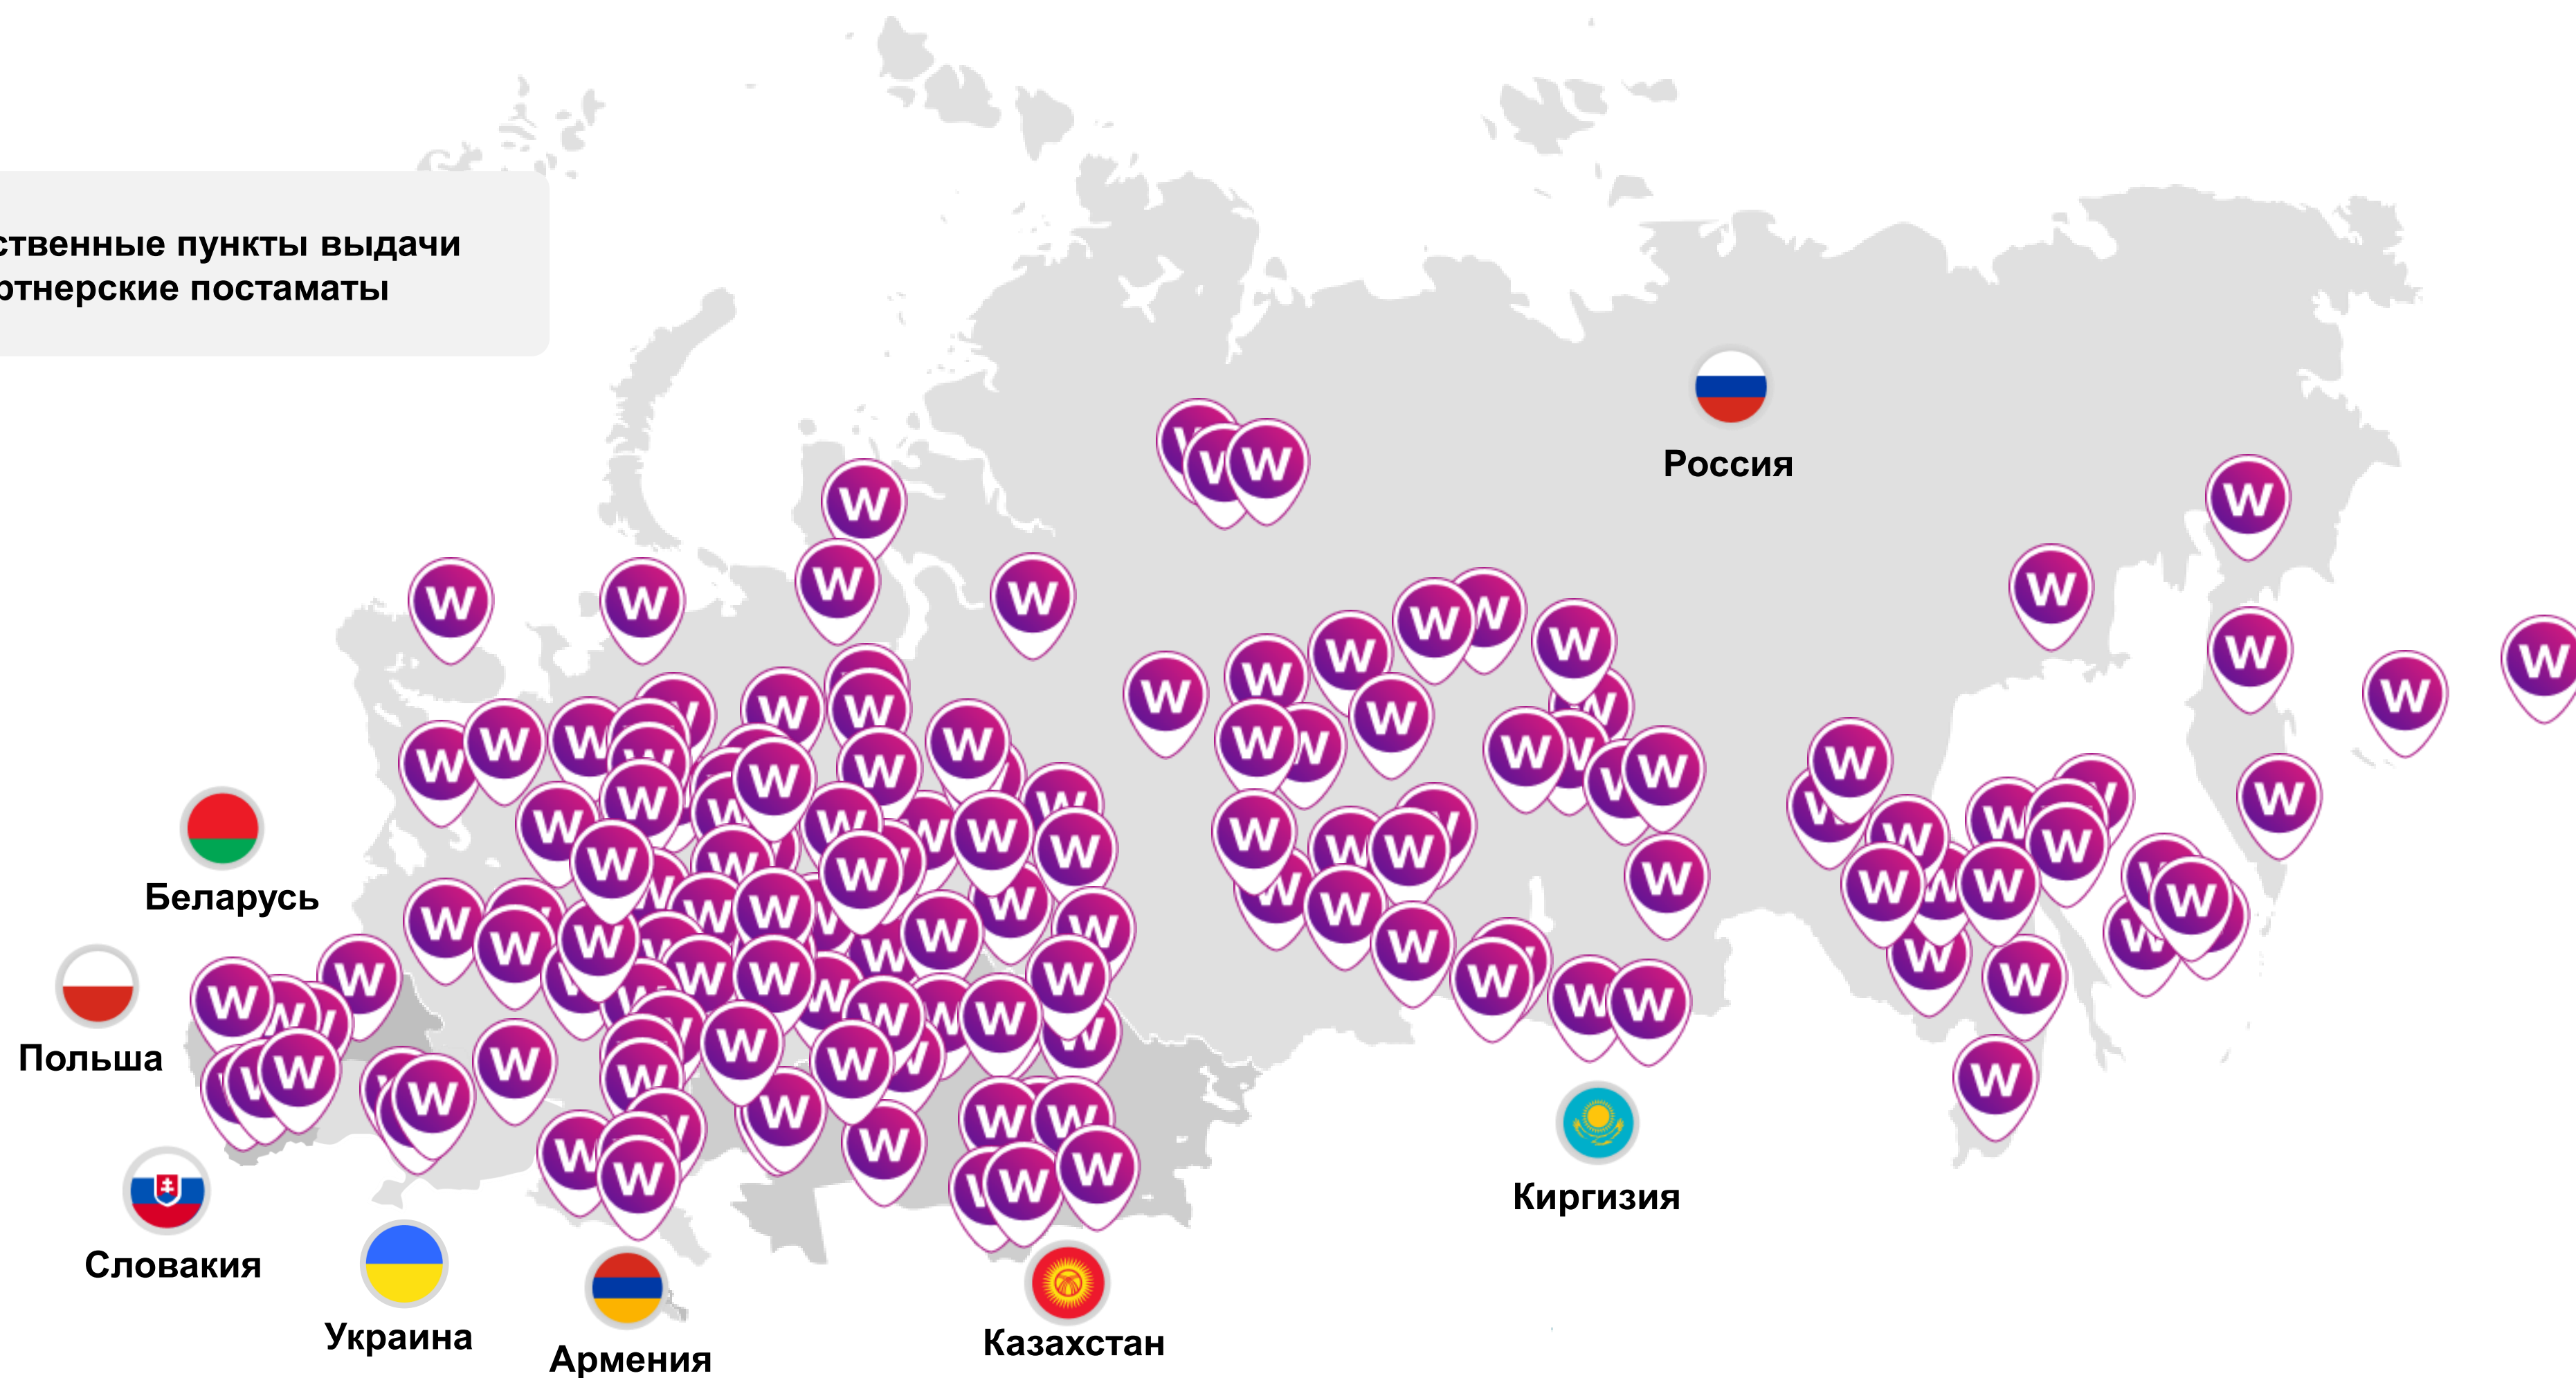 ственные пункты выдачи
ртнерские постаматы
Россия
Беларусь
Польша
Киргизия
Словакия
Украина
Казахстан
Армения